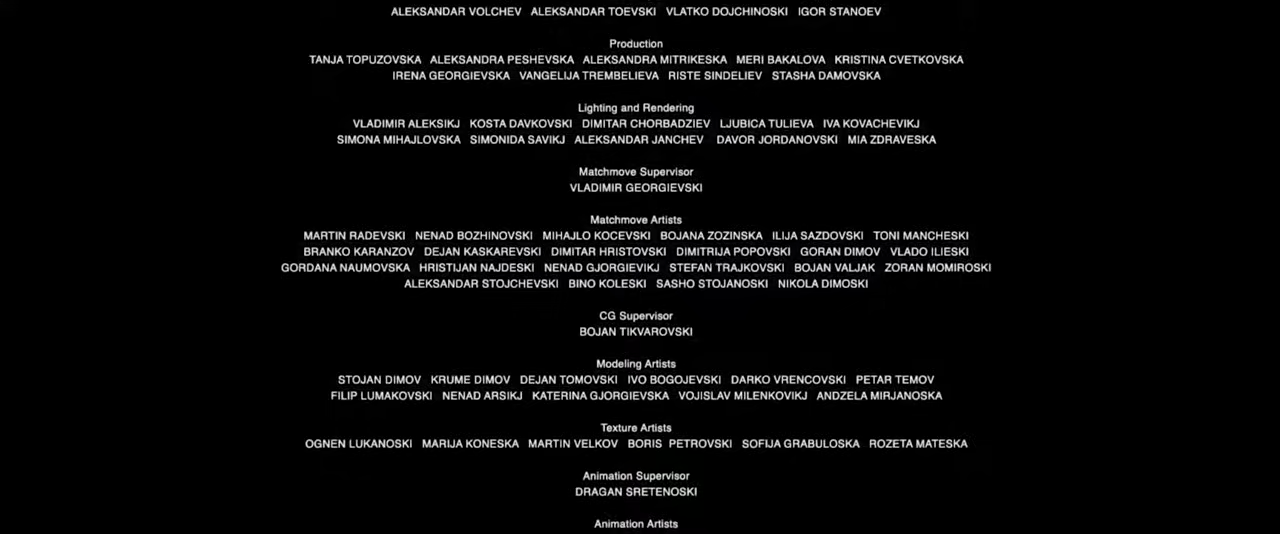 ALEKSANDAR VOLCHEV ALEKSANDAR TOEVSKI VLATKO DOJCHINOSKI IGOR STANOEV
Production
TANJA TOPUZOVSKA ALEKSANDRA PESHEVSKA ALEKSANDRA MITRIKESKA MERI BAKALOVA KRISTINA CVETKOVSKA
IRENA GEORGIEVSKA VANGELIJA TREMBELIEVA RISTE SINDELIEV STASHA DAMOVSKA
Lighting and Rendering
VLADIMIR ALEKSIKJ KOSTA DAVKOVSKI DIMITAR CHORBADZIEV LJUBICA TULIEVA IVA KOVACHEVIKJ
SIMONA MIHAJLOVSKA SIMONIDA SAVIKJ ALEKSANDAR JANCHEV DAVOR JORDANOVSKI MIA ZDRAVESKA
Matchmove Supervisor
VLADIMIR GEORGIEVSKI
Matchmove Artists
MARTIN RADEVSKI NENAD BOZHINOVSKI MIHAJLO KOCEVSKI BOJANA ZOZINSKA ILIJA SAZDOVSKI TONI MANCHESKI
BRANKO KARANZOV DEJAN KASKAREVSKI DIMITAR HRISTOVSKI DIMITRIJA POPOVSKI GORAN DIMOV VLADO ILIESKI
GORDANA NAUMOVSKA HRISTIJAN NAJDESKI NENAD GJORGIEVIKJ STEFAN TRAJKOVSKI BOJAN VALJAK ZORAN MOMIROSKI
ALEKSANDAR STOJCHEVSKI BINO KOLESKI SASHO STOJANOSKI NIKOLA DIMOSKI
CG Supervisor
BOJAN TIKVAROVSKI
Modeling Artists
STOJAN DIMOV KRUME DIMOV DEJAN TOMOVSKI IVO BOGOJEVSKI DARKO VRENCOVSKI PETAR TEMOV
FILIP LUMAKOVSKI NENAD ARSIKJ KATERINA GJORGIEVSKA VOJISLAV MILENKOVIKJ ANDZELA MIRJANOSKA
Texture Artists
OGNEN LUKANOSKI MARIJA KONESKA MARTIN VELKOV BORIS PETROVSKI SOFIJA GRABULOSKA ROZETA MATESKA
Animation Supervisor
DRAGAN SRETENOSKI
Animation Artists